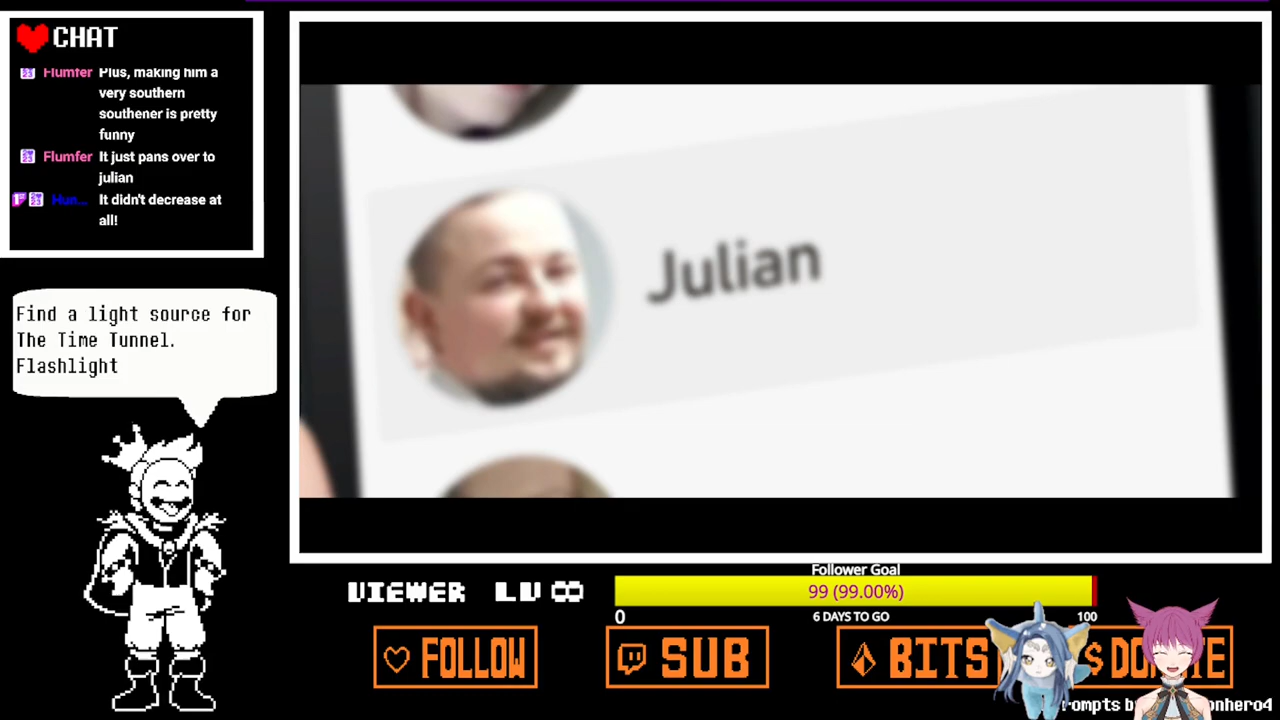 CHAT
Flumfer Plus, making him a
very southern
southener is pretty
funny
Flumfer It just pans over to
julian
Hun... It didn't decrease at
all!
Find a light source for
The Time Tunnel.
Flashlight
Julian
Follower Goal
VIEWER LV
99 (99.00%)
0
6 DAYS TO GO
100
FOLLOW
SUB
BITS
$